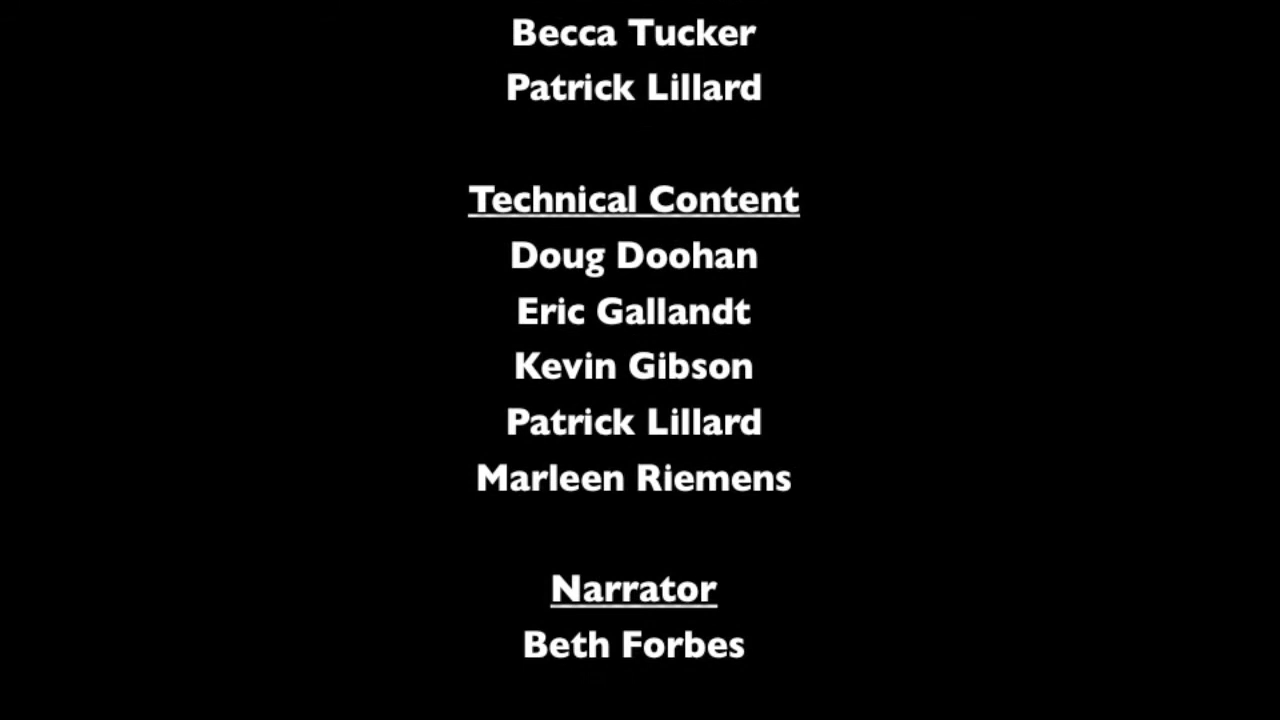 Becca Tucker
Patrick Lillard
Technical Content
Doug Doohan
Eric Gallandt
Kevin Gibson
Patrick Lillard
Marleen Riemens
Narrator
Beth Forbes